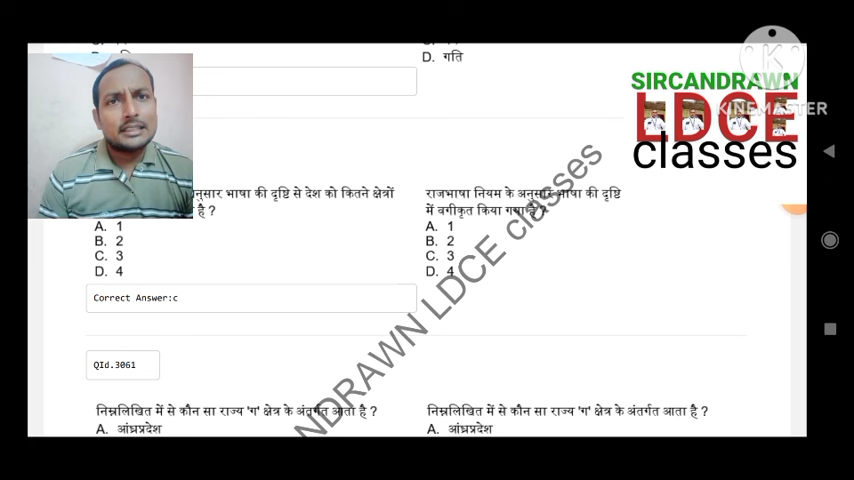 D. गति
SIRCANDRAWN
LDCE
KINEMASTER
classes
नुसार भाषा की दृष्टि से देश को कितने क्षेत्रों
है ?
A. 1
B. 2
C. 3
D. 4
राजभाषा नियम के अनुसार भाषा की दृष्टि
में वर्गीकृत किया गया है ?
A. 1
B. 2
C. 3
D. 4
Correct Answer:c
NDRAWN LDCE classes
QId.3061
निम्नलिखित में से कौन सा राज्य 'ग' क्षेत्र के अंतर्गत आता है ?
A. आंध्रप्रदेश
निम्नलिखित में से कौन सा राज्य 'ग' क्षेत्र के अंतर्गत आता है ?
A. आंध्रप्रदेश